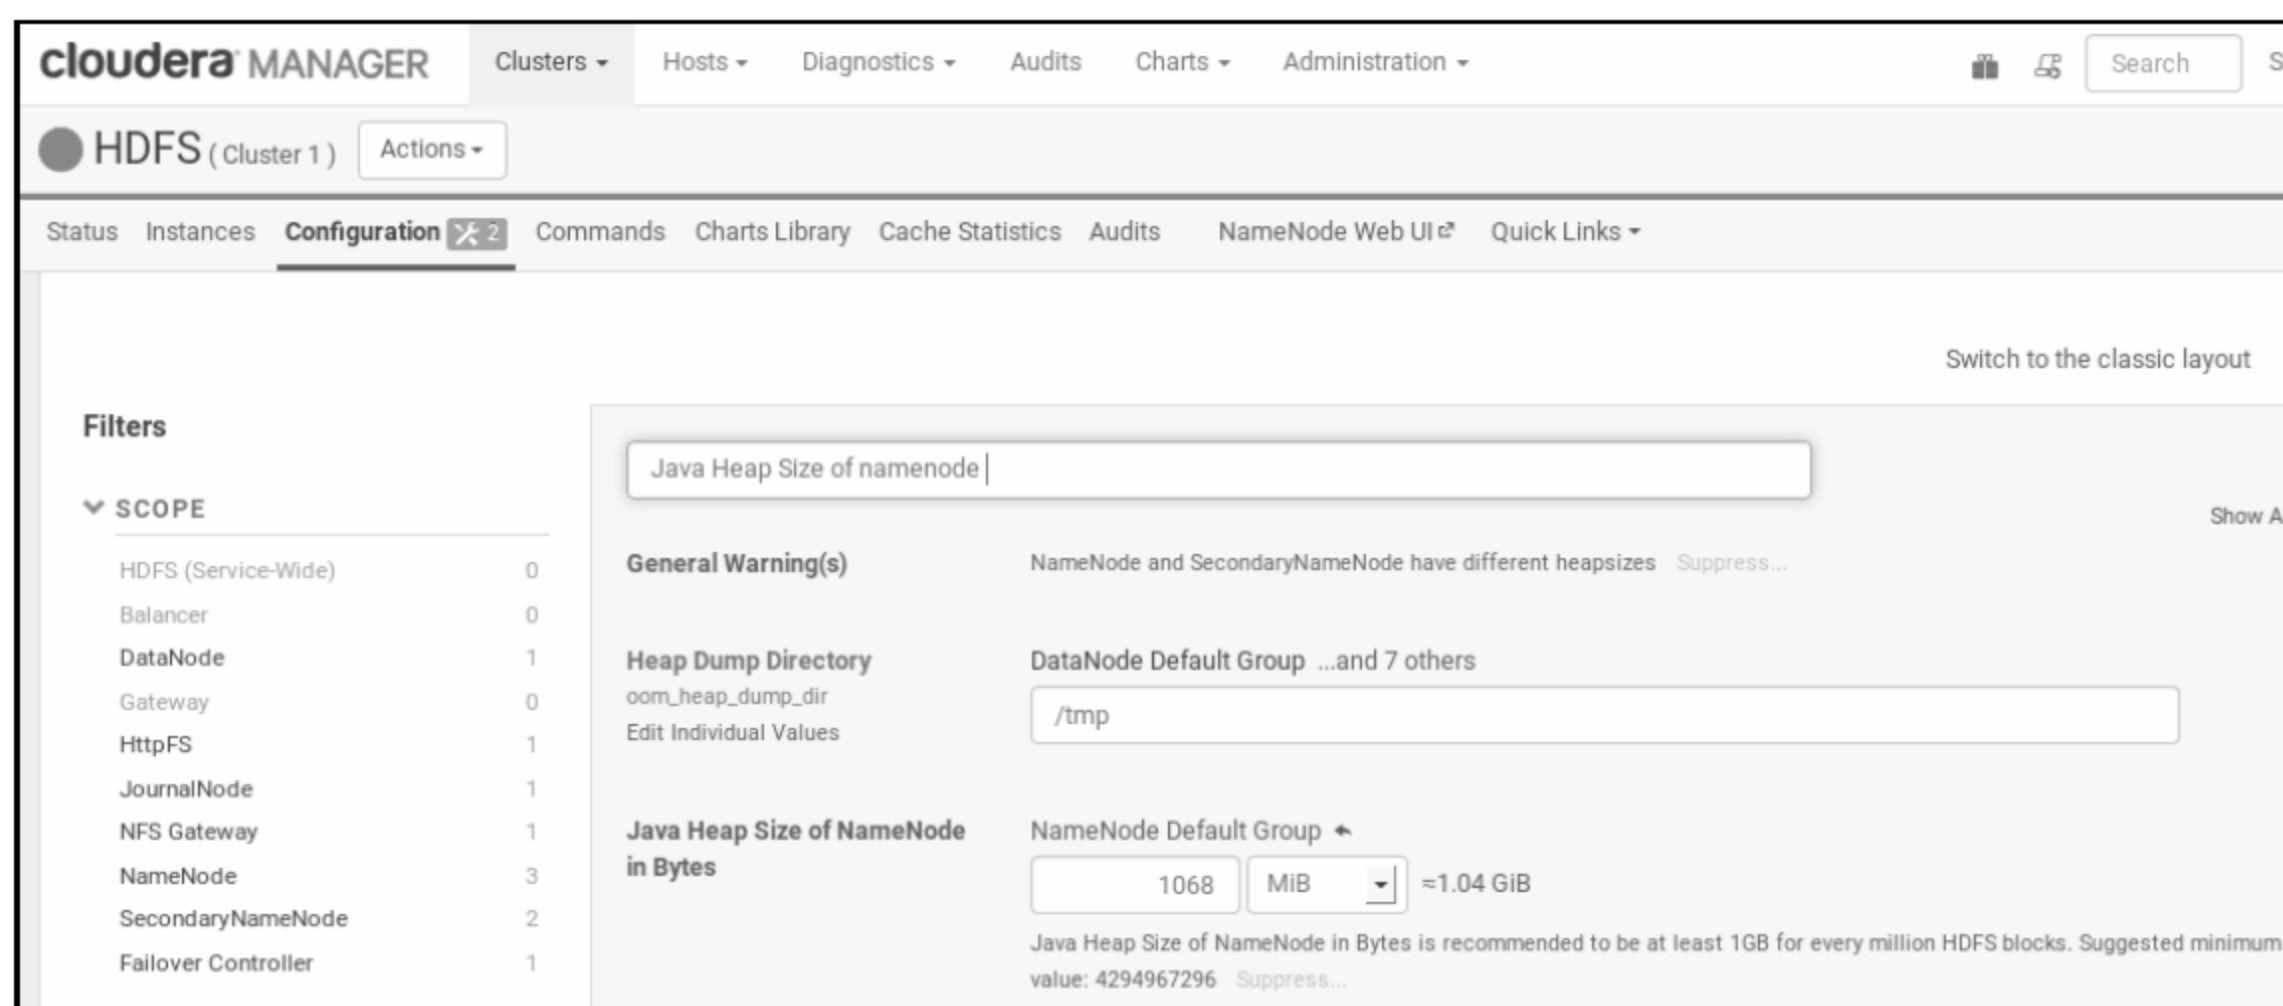 cloudera MANAGER Clusters Hosts Diagnostics Audits Charts Administration Search S
HDFS ( Cluster 1 ) Actions
Status Instances Configuration 2 Commands Charts Library Cache Statistics Audits NameNode Web UI Quick Links
Switch to the classic layout
Filters
Java Heap Size of namenode
SCOPE
Show A
HDFS (Service-Wide) 0
Balancer 0
DataNode 1
Gateway 0
HttpFS 1
JournalNode 1
NFS Gateway 1
NameNode 3
SecondaryNameNode 2
Failover Controller 1
General Warning(s) NameNode and SecondaryNameNode have different heapsizes Suppress...
Heap Dump Directory DataNode Default Group ...and 7 others
oom_heap_dump_dir
/tmp
Edit Individual Values
Java Heap Size of NameNode NameNode Default Group
in Bytes
1068 MiB ≈1.04 GiB
Java Heap Size of NameNode in Bytes is recommended to be at least 1GB for every million HDFS blocks. Suggested minimum
value: 4294967296 Suppress...